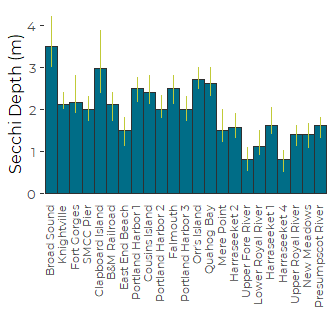 Secchi Depth (m)
4
3
2
1
0
Broad Sound
Knightville
Fort Gorges
SMCC Pier
Clapboard Island
B&M Railroad
East End Beach
Portland Harbor 1
Cousins Island
Portland Harbor 2
Falmouth
Portland Harbor 3
Orrs Island
Quahog Bay
Mere Point
Harraseeket 2
Upper Fore River
Lower Royal River
Harraseeket 1
Harraseeket 4
Upper Royal River
New Meadows
Presumpscot River